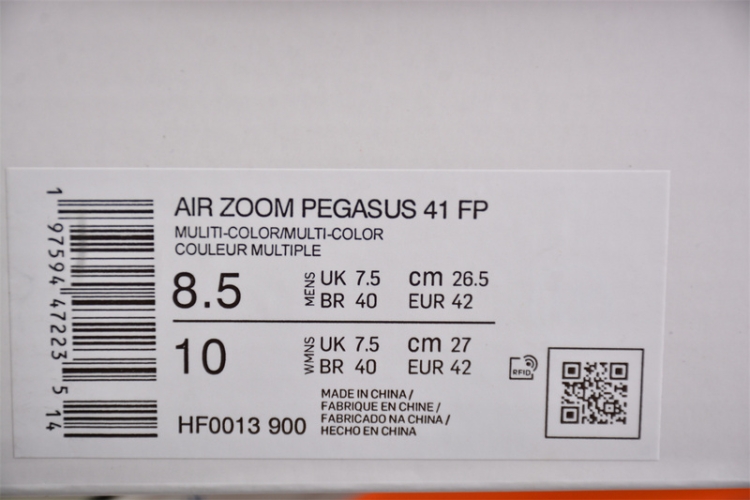 AIR ZOOM PEGASUS 41 FP
MULITI-COLOR/MULTI-COLOR
COULEUR MULTIPLE
8.5 MENS UK 7.5 cm 26.5
BR 40 EUR 42
10 WMNS UK 7.5 cm 27
BR 40 EUR 42
RFID
HF0013 900
MADE IN CHINA /
FABRIQUE EN CHINE /
FABRICADO NA CHINA /
HECHO EN CHINA
1 97594 47223 5 14